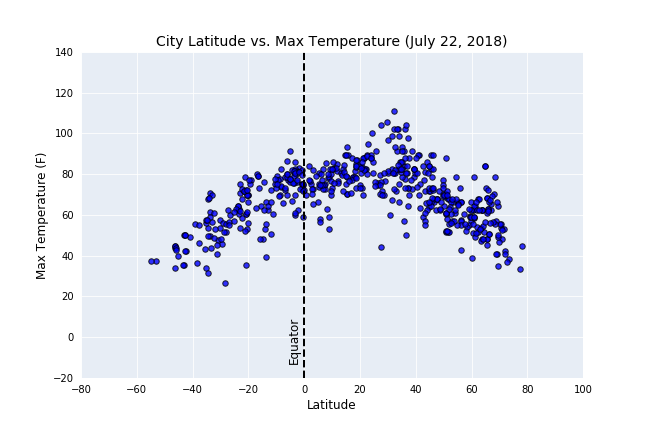 City Latitude vs. Max Temperature (July 22, 2018)
140
120
100
80
60
40
20
0
−20
Max Temperature (F)
Equator
−80 −60 −40 −20 0 20 40 60 80 100
Latitude